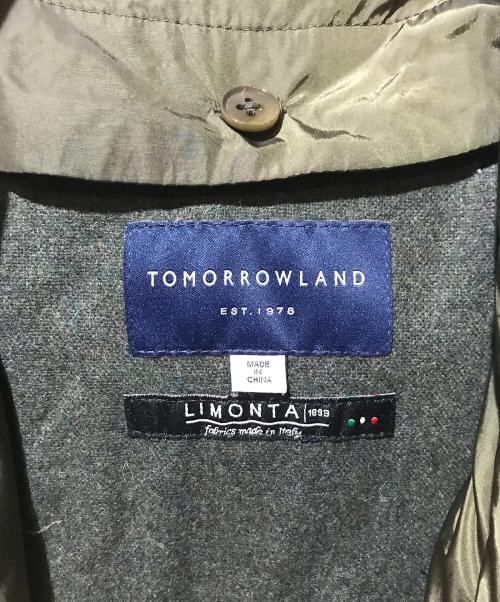 TOMORROWLAND
EST. 1978
MADE
IN
CHINA
LIMONTA | 1893
fabrics made in Italy